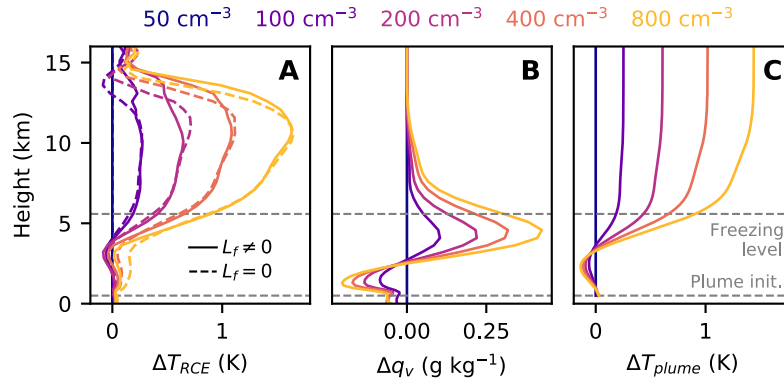 50 cm⁻³ 100 cm⁻³ 200 cm⁻³ 400 cm⁻³ 800 cm⁻³
A B C
15
10
5
0
Height (km)
L_f ≠ 0
L_f = 0
Freezing
level
Plume init.
0 1 0.00 0.25 0 1
ΔT_RCE (K) Δq_v (g kg⁻¹) ΔT_plume (K)